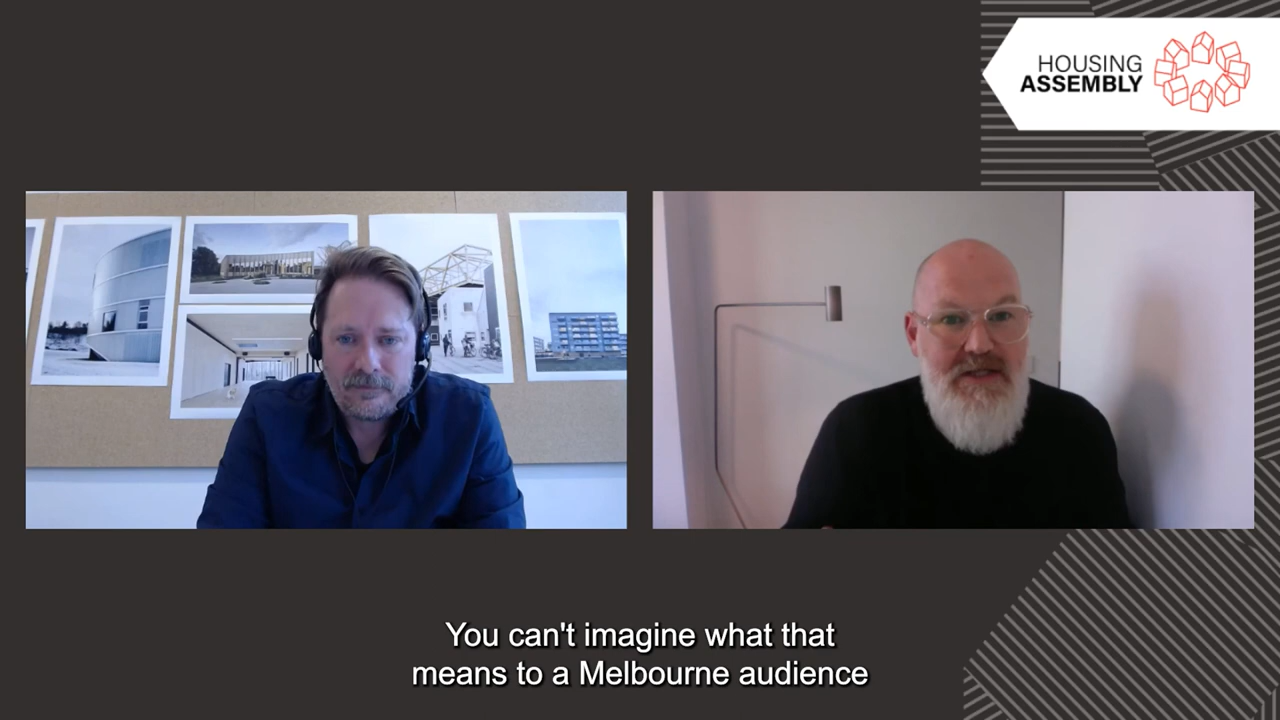 HOUSING
ASSEMBLY
You can't imagine what that
means to a Melbourne audience